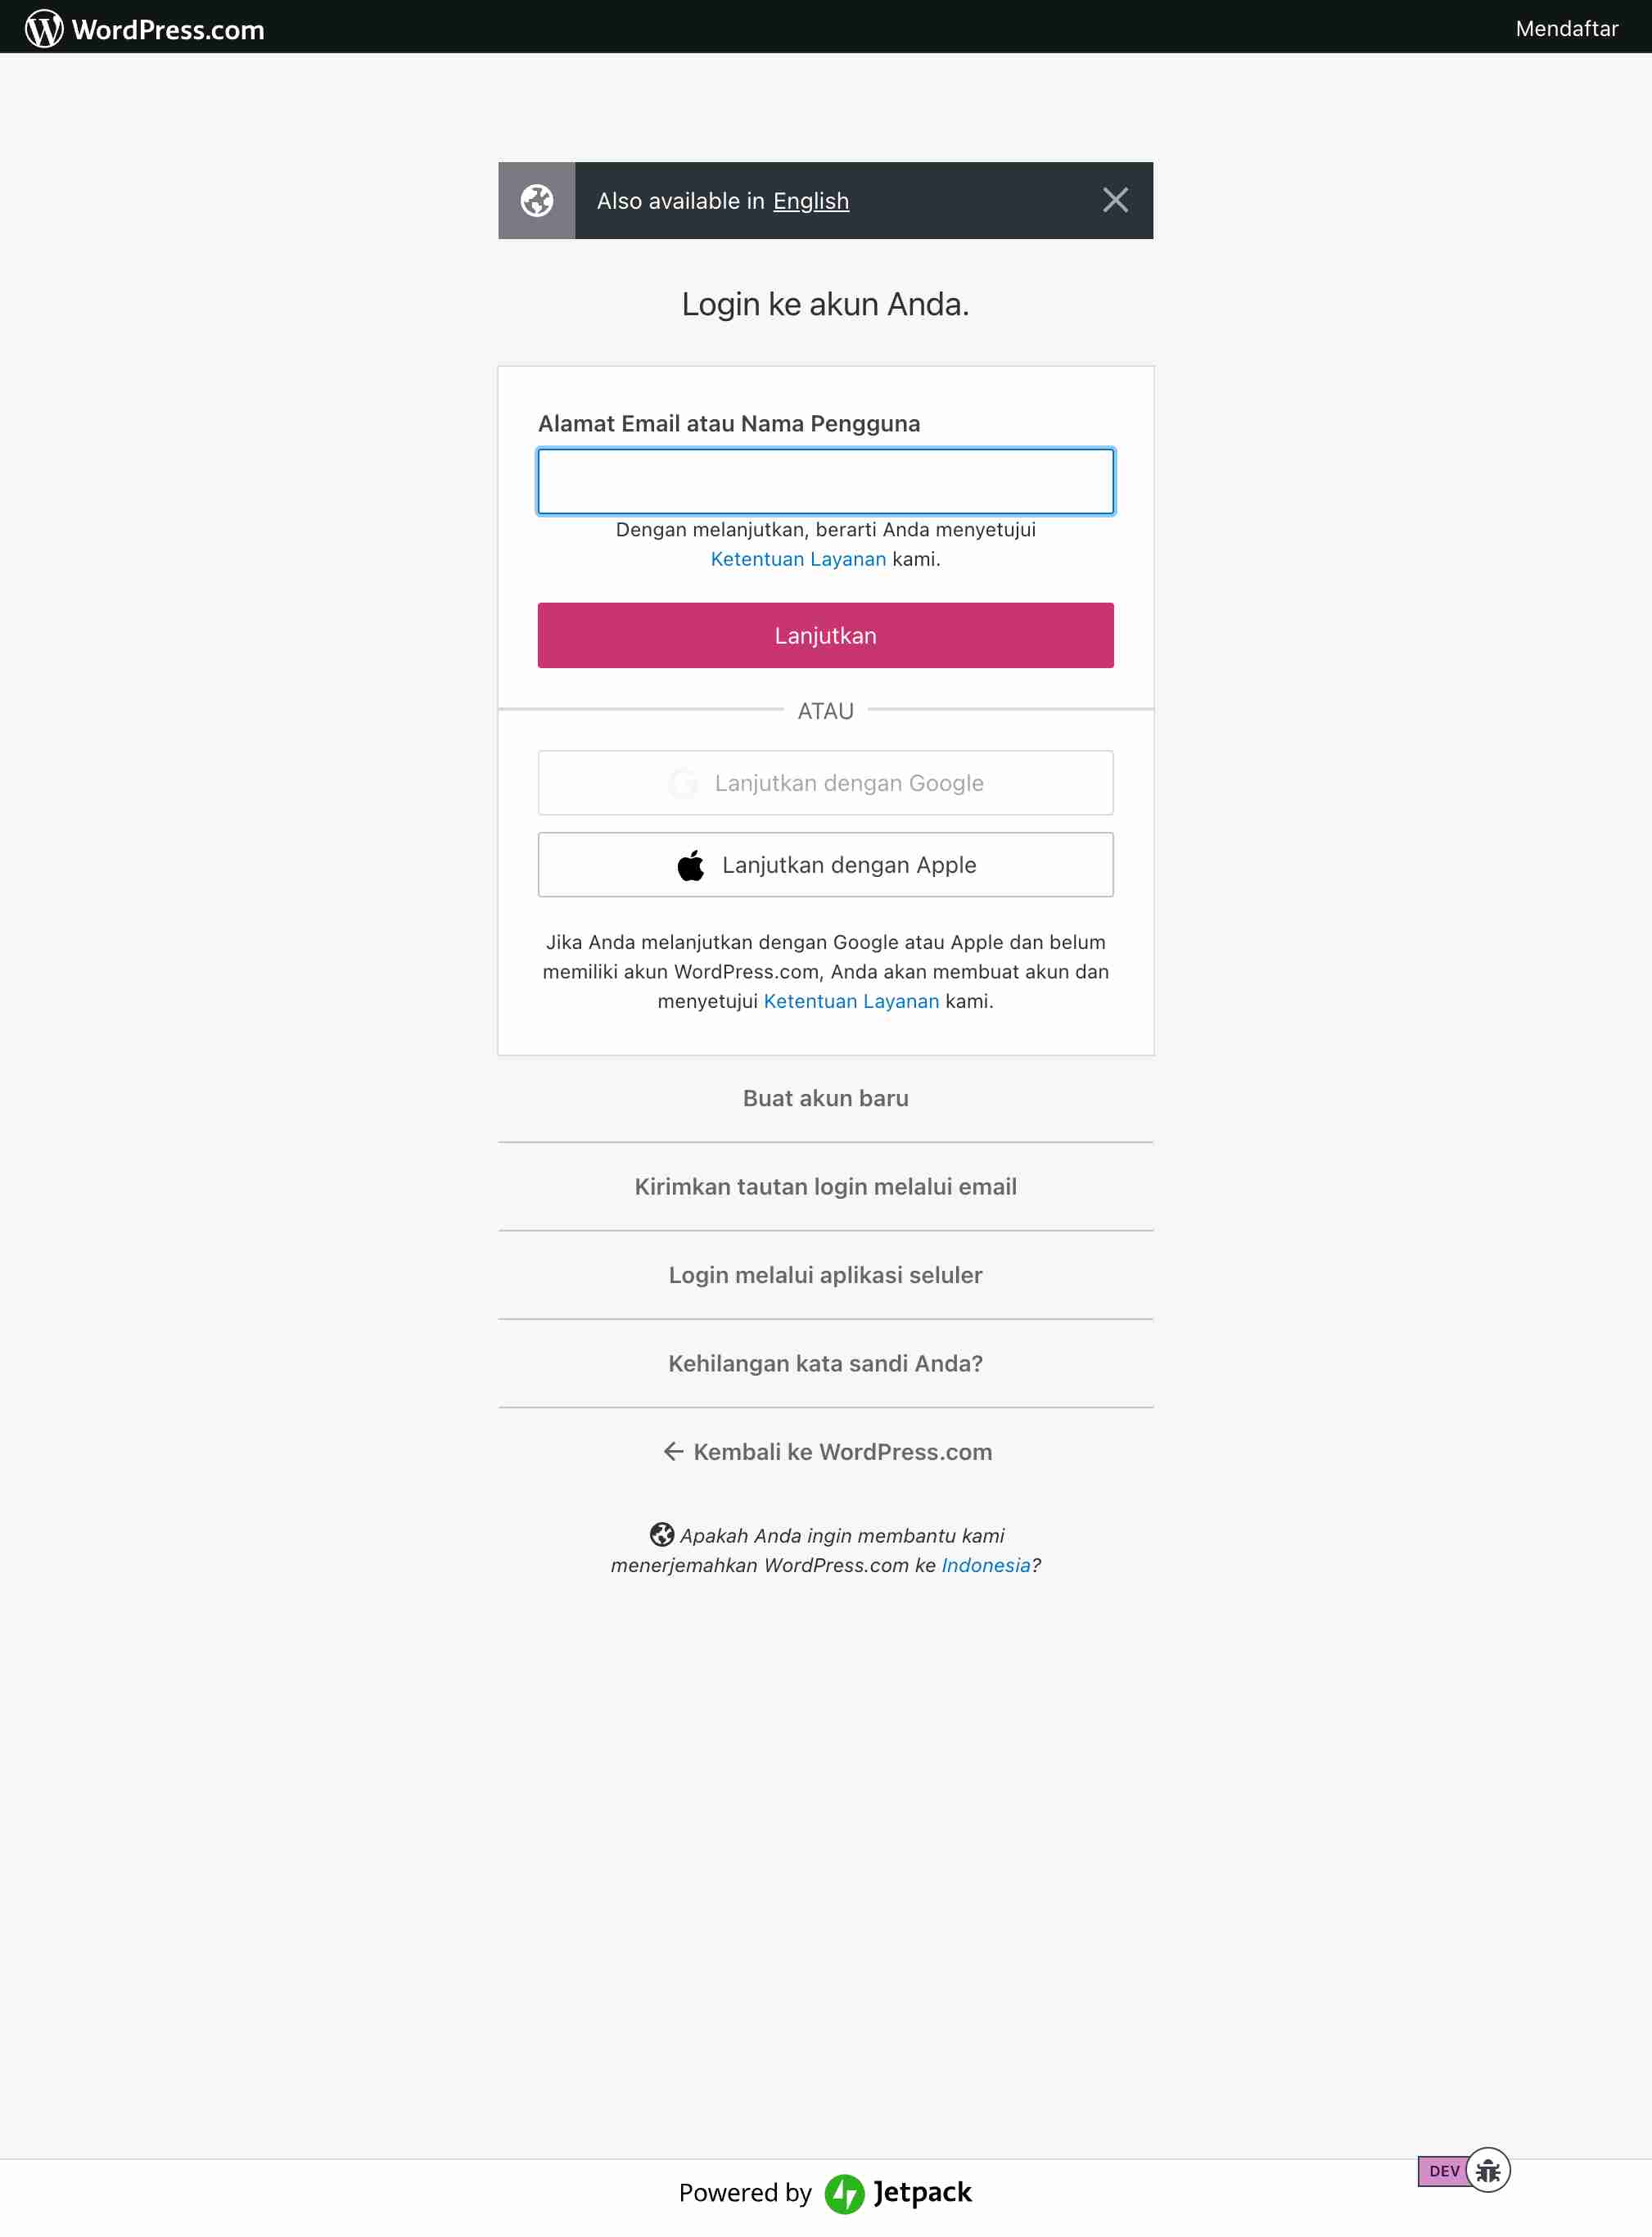 WordPress.com
Mendaftar
Also available in English
Login ke akun Anda.
Alamat Email atau Nama Pengguna
Dengan melanjutkan, berarti Anda menyetujui
Ketentuan Layanan kami.
Lanjutkan
ATAU
Lanjutkan dengan Google
Lanjutkan dengan Apple
Jika Anda melanjutkan dengan Google atau Apple dan belum
memiliki akun WordPress.com, Anda akan membuat akun dan
menyetujui Ketentuan Layanan kami.
Buat akun baru
Kirimkan tautan login melalui email
Login melalui aplikasi seluler
Kehilangan kata sandi Anda?
← Kembali ke WordPress.com
Apakah Anda ingin membantu kami
menerjemahkan WordPress.com ke Indonesia?
DEV
Powered by Jetpack